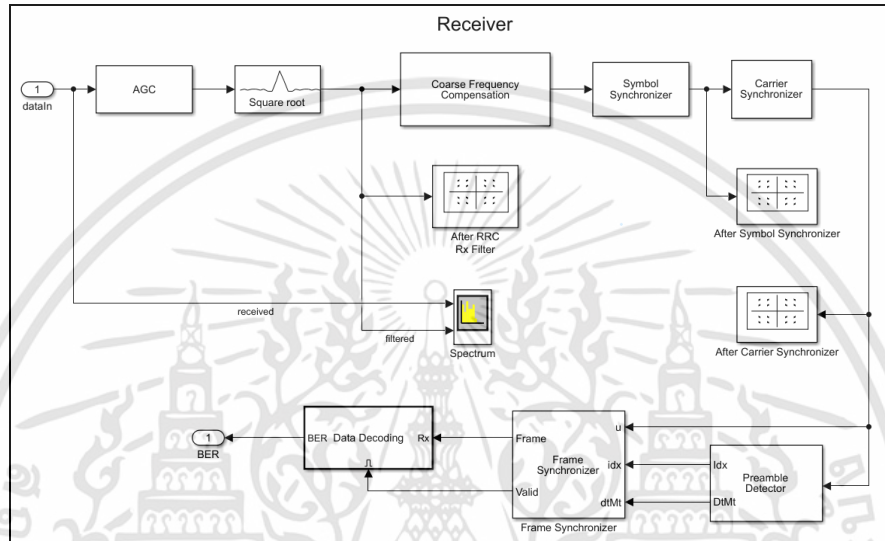 Receiver
1
dataIn
AGC
Square root
Coarse Frequency
Compensation
Symbol
Synchronizer
Carrier
Synchronizer
After RRC
Rx Filter
After Symbol Synchronizer
received
filtered
Spectrum
After Carrier Synchronizer
1
BER
BER
Data Decoding
Rx
Frame
Valid
Frame
Synchronizer
u
idx
dtMt
Frame Synchronizer
Idx
DtMt
Preamble
Detector